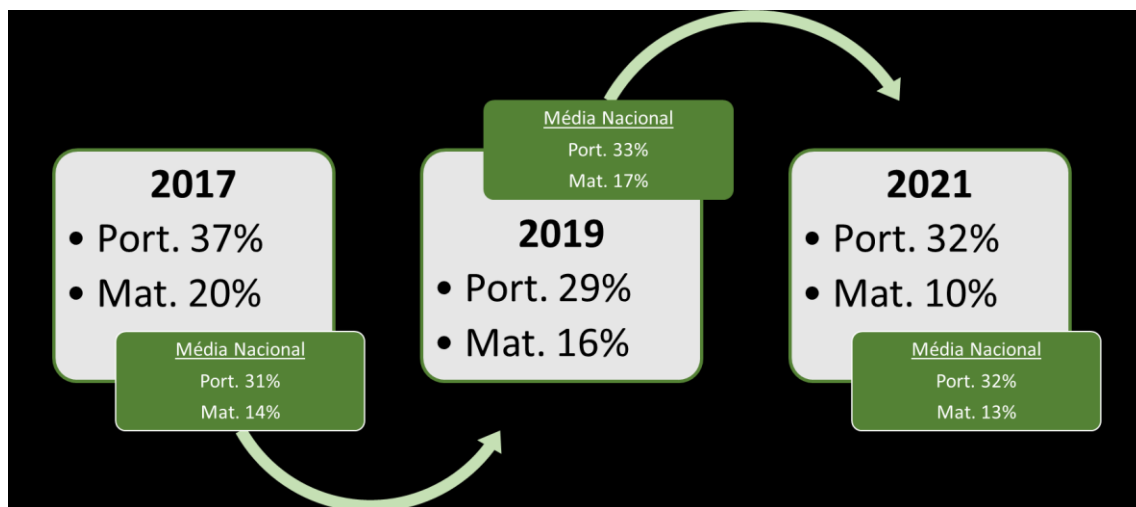 2017
• Port. 37%
• Mat. 20%
Média Nacional
Port. 31%
Mat. 14%
Média Nacional
Port. 33%
Mat. 17%
2019
• Port. 29%
• Mat. 16%
2021
• Port. 32%
• Mat. 10%
Média Nacional
Port. 32%
Mat. 13%